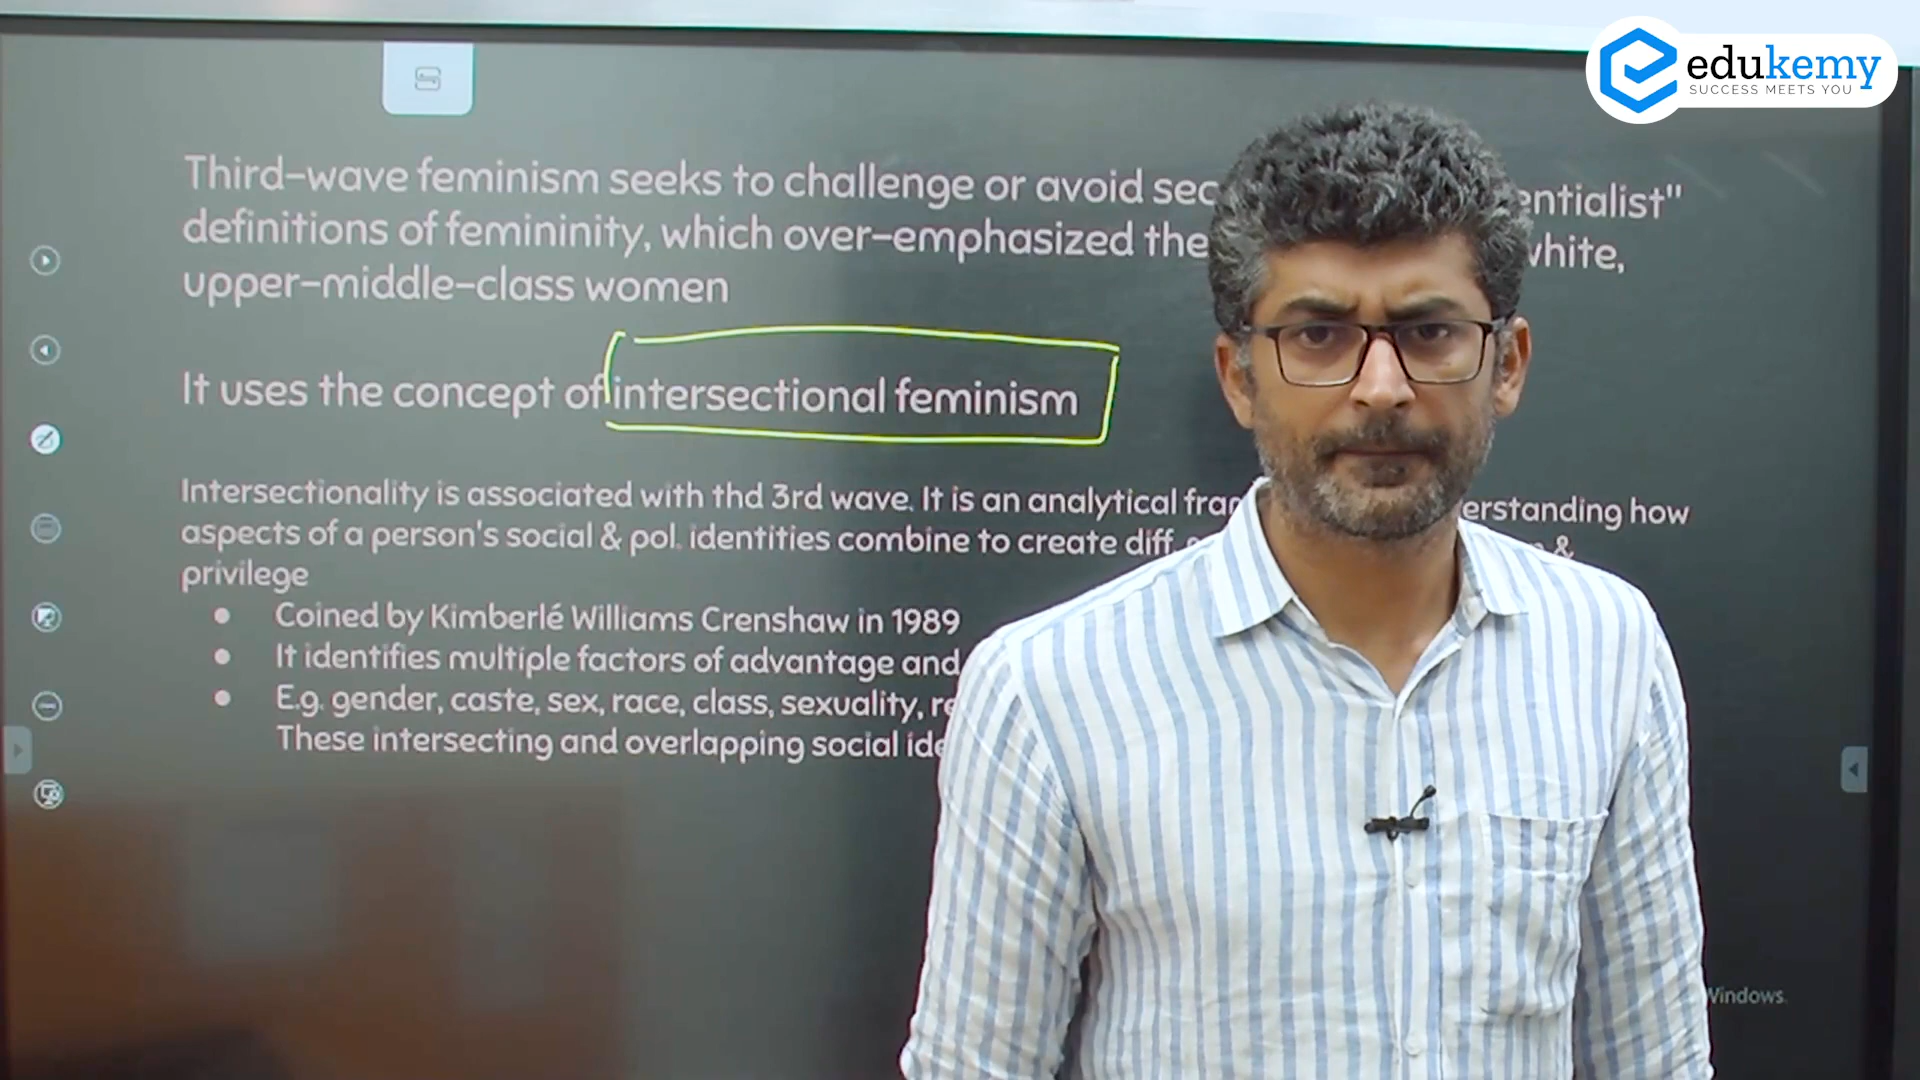 edukemy
SUCCESS MEETS YOU
Third-wave feminism seeks to challenge or avoid
definitions of femininity, which over-emphasized the white,
upper-middle-class women
It uses the concept of intersectional feminism
Intersectionality is associated with thd 3rd wave. It is an analytical how
aspects of a person's social & pol. identities combine to create diff. &
privilege
• Coined by Kimberlé Williams Crenshaw in 1989
• It identifies multiple factors of advantage and
• E.g. gender, caste, sex, race, class, sexuality,
These intersecting and overlapping social
Windows.